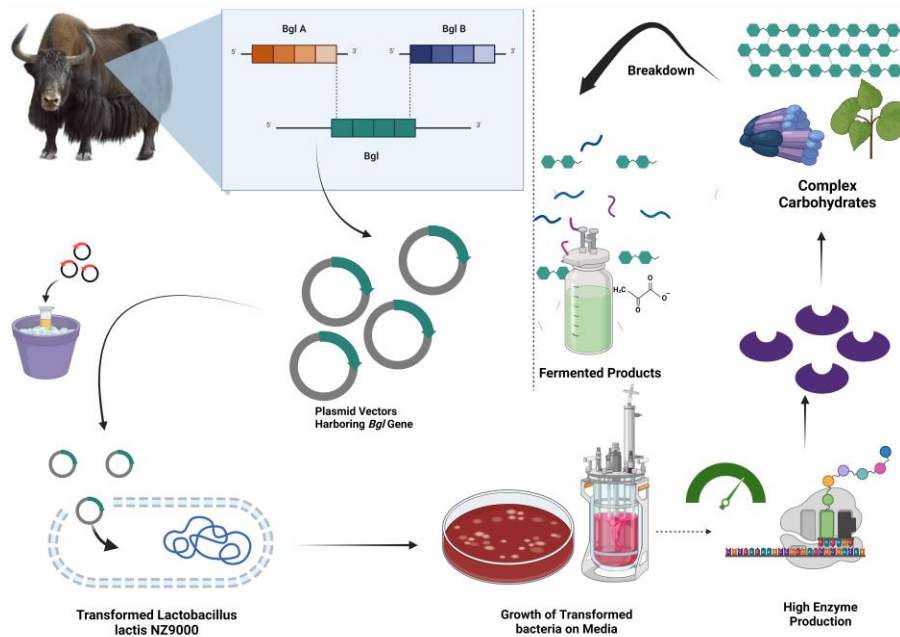 Bgl A
Bgl B
5'
3'
5'
3'
5'
3'
Bgl
Plasmid Vectors
Harboring Bgl Gene
Transformed Lactobacillus
lactis NZ9000
Growth of Transformed
bacteria on Media
High Enzyme
Production
Complex
Carbohydrates
Breakdown
H₃C
O
O
O⁻
Fermented Products